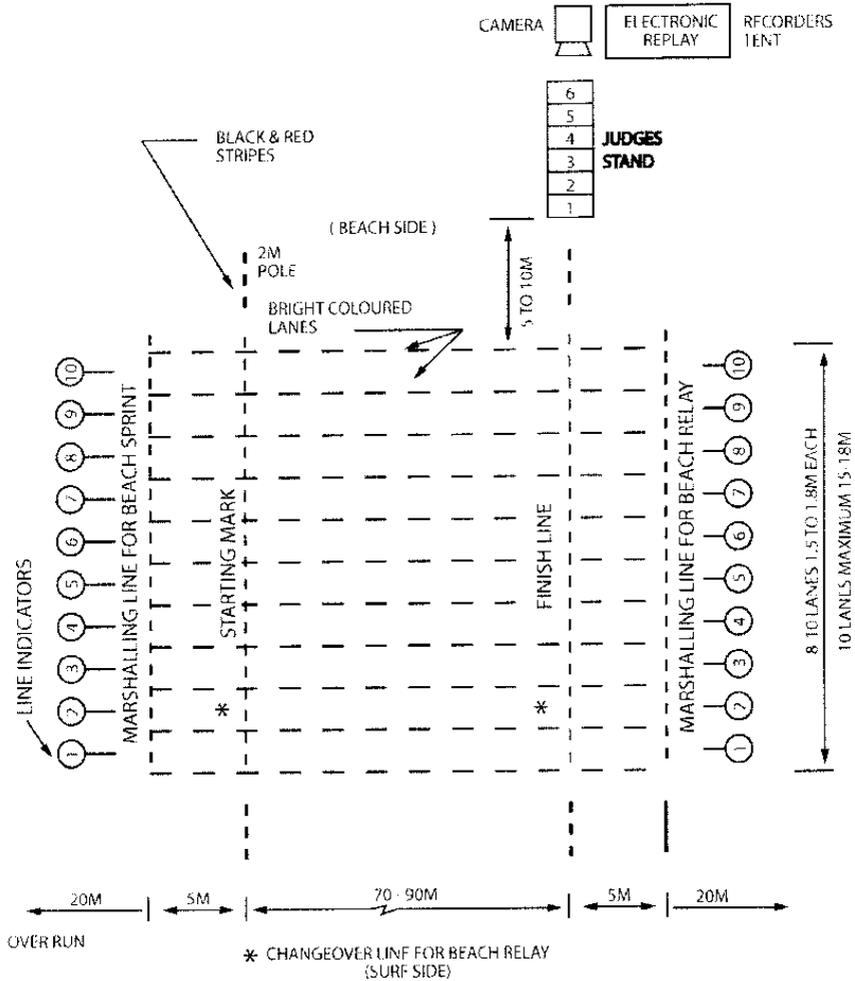 CAMERA
ELECTRONIC
REPLAY
RECORDERS
TENT
6
5
4
3
2
1
JUDGES
STAND
BLACK & RED
STRIPES
( BEACH SIDE )
2M
POLE
5 TO 10M
BRIGHT COLOURED
LANES
LINE INDICATORS
10
9
8
7
6
5
4
3
2
1
MARSHALLING LINE FOR BEACH SPRINT
STARTING MARK
*
FINISH LINE
*
MARSHALLING LINE FOR BEACH RELAY
10
9
8
7
6
5
4
3
2
1
8 10 LANES 1.5 TO 1.8M EACH
10 LANES MAXIMUM 15-18M
20M
5M
70 - 90M
5M
20M
OVER RUN
* CHANGEOVER LINE FOR BEACH RELAY
(SURF SIDE)